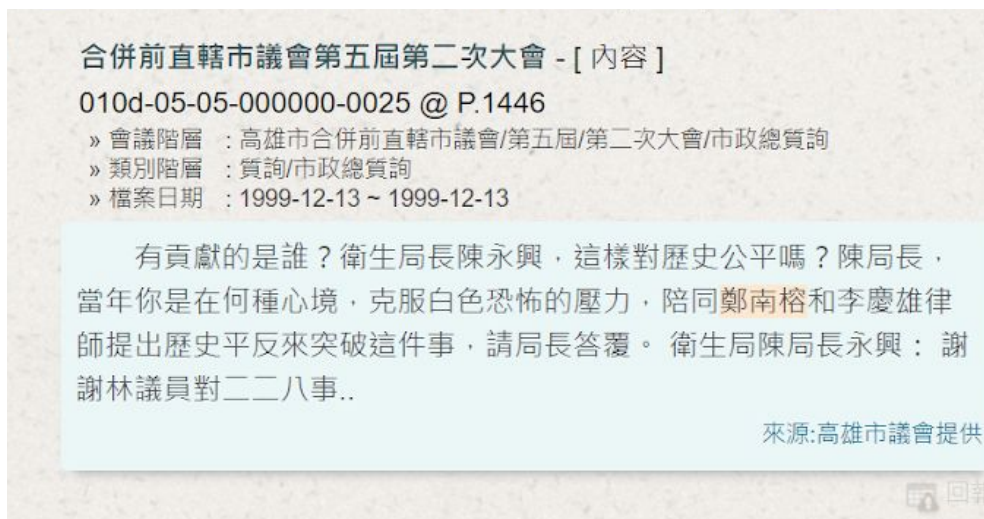 合併前直轄市議會第五屆第二次大會 - [ 內容 ]
010d-05-05-000000-0025 @ P.1446
» 會議階層 : 高雄市合併前直轄市議會/第五屆/第二次大會/市政總質詢
» 類別階層 : 質詢/市政總質詢
» 檔案日期 : 1999-12-13 ~ 1999-12-13
有貢獻的是誰？衛生局長陳永興，這樣對歷史公平嗎？陳局長，
當年你是在何種心境，克服白色恐怖的壓力，陪同鄭南榕和李慶雄律
師提出歷史平反來突破這件事，請局長答覆。 衛生局陳局長永興： 謝
謝林議員對二二八事..
來源:高雄市議會提供
回